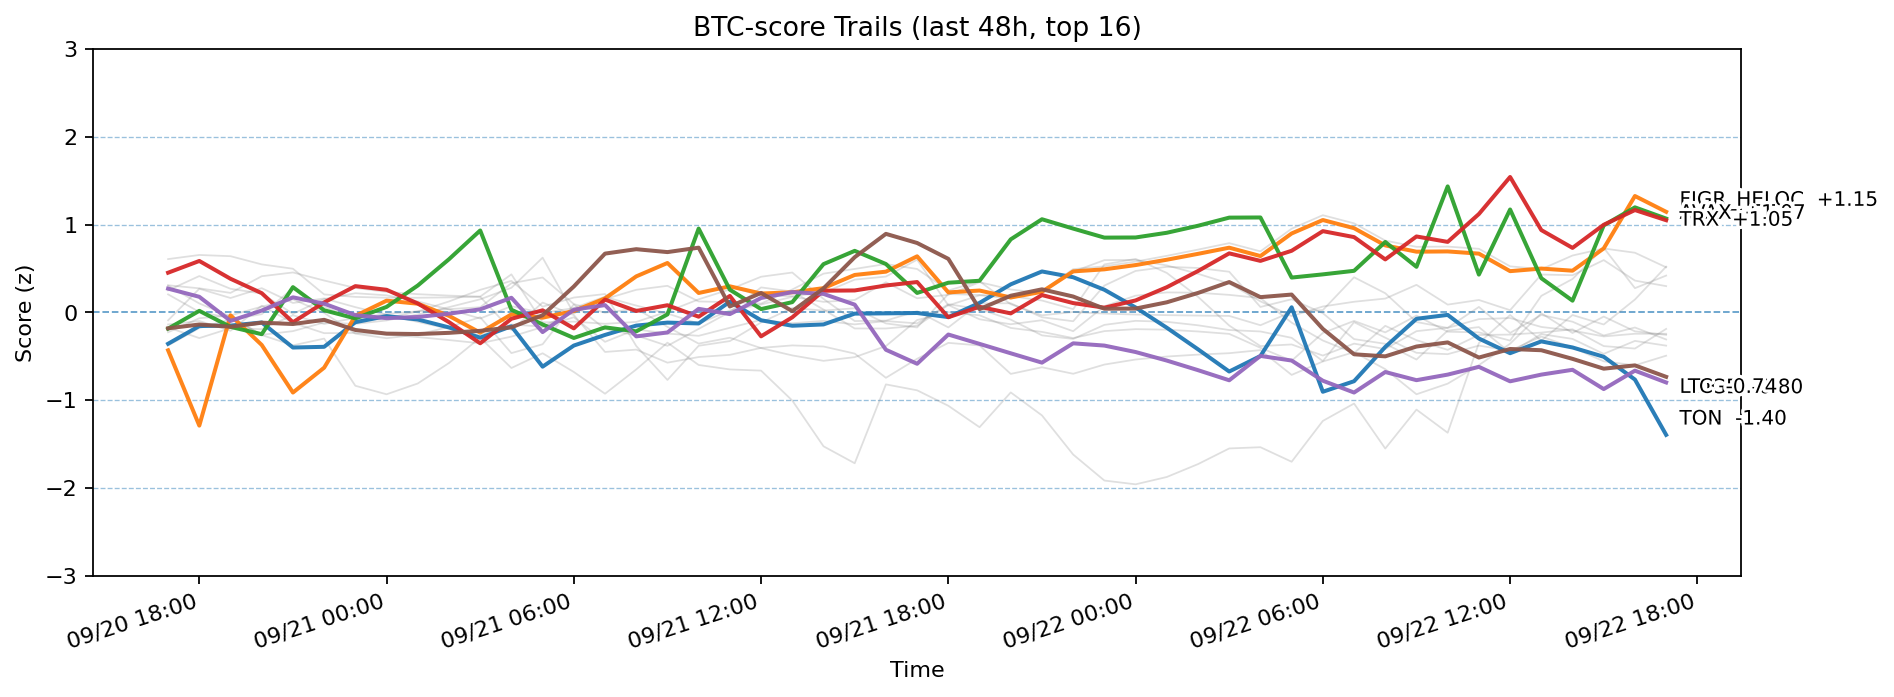 BTC-score Trails (last 48h, top 16)
Score (z)
3
2
1
0
−1
−2
−3
FIGR_HELOC +1.15
TRX +1.05
TON -1.40
09/20 18:00
09/21 00:00
09/21 06:00
09/21 12:00
09/21 18:00
09/22 00:00
09/22 06:00
09/22 12:00
09/22 18:00
Time